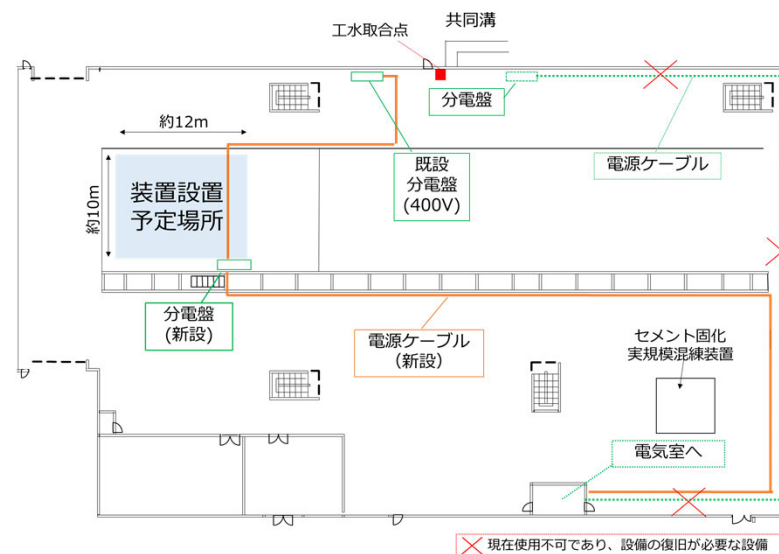 共同溝
工水取合点
分電盤
約12m
電源ケーブル
既設
分電盤
(400V)
装置設置
予定場所
約10m
分電盤
(新設)
電源ケーブル
(新設)
セメント固化
実規模混練装置
電気室へ
現在使用不可であり、設備の復旧が必要な設備